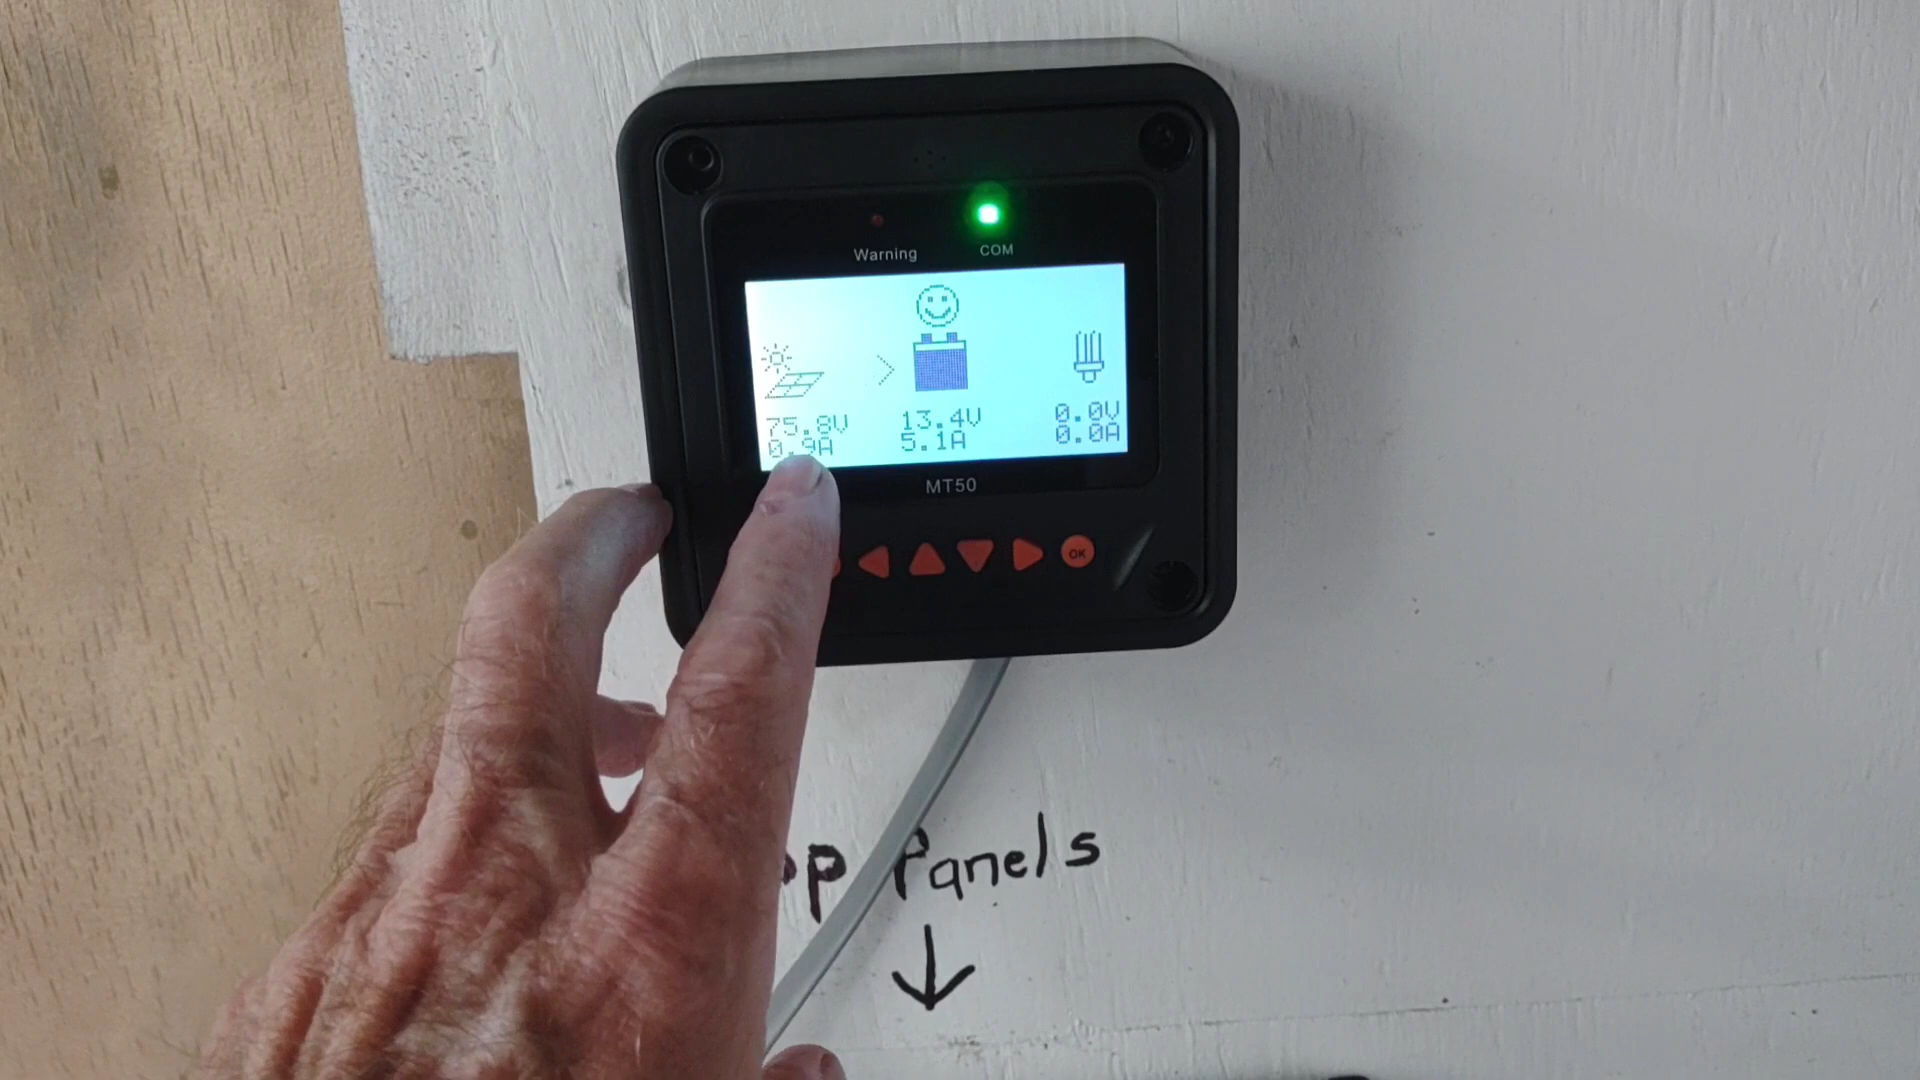 Warning COM
75.8V 13.4V 0.0V
0.9A 5.1A 0.0A
MT50
OK
Panels